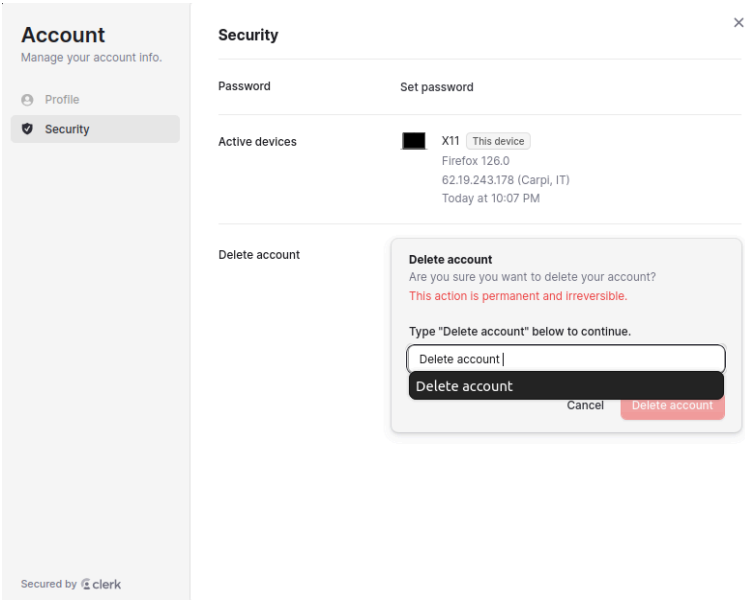 Account
Manage your account info.
Profile
Security
Security
Password
Set password
Active devices
X11 This device
Firefox 126.0
62.19.243.178 (Carpi, IT)
Today at 10:07 PM
Delete account
Delete account
Are you sure you want to delete your account?
This action is permanent and irreversible.
Type "Delete account" below to continue.
Delete account
Delete account
Cancel
Delete account
Secured by clerk